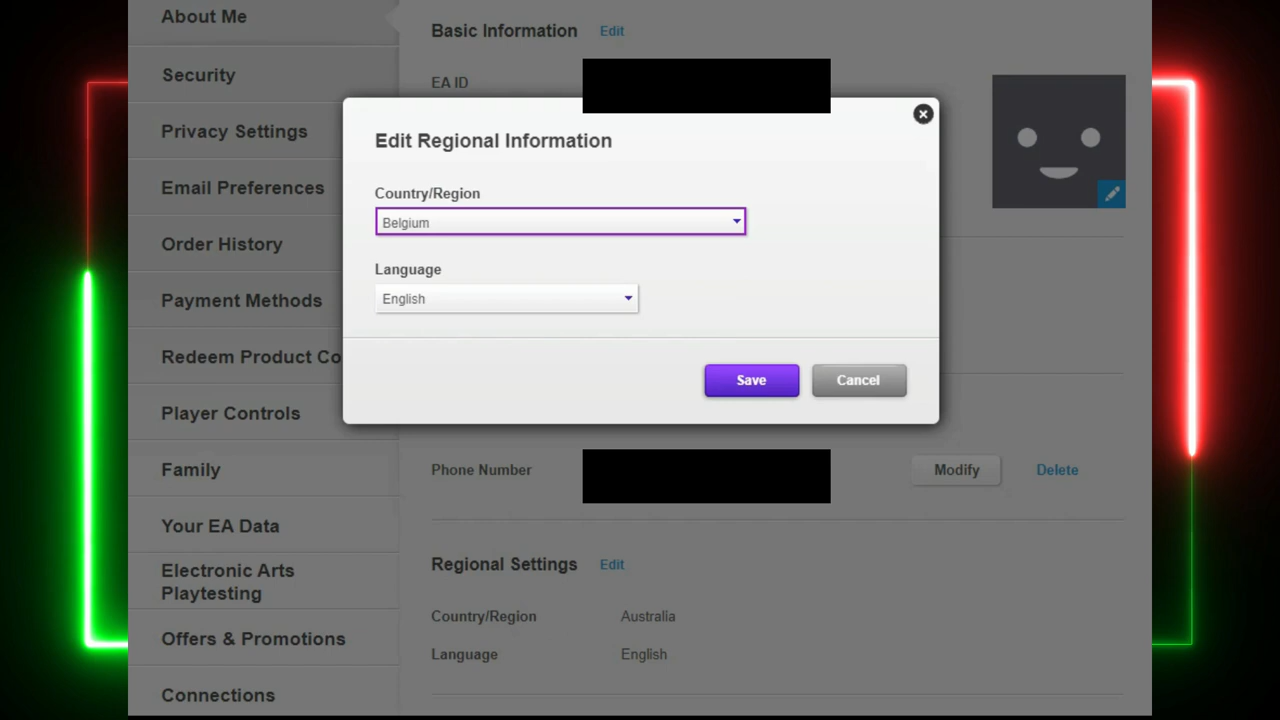 About Me
Security
Privacy Settings
Email Preferences
Order History
Payment Methods
Redeem Product Co
Player Controls
Family
Your EA Data
Electronic Arts
Playtesting
Offers & Promotions
Connections
Basic Information Edit
EA ID
Edit Regional Information
Country/Region
Belgium
Language
English
Save Cancel
Phone Number Modify Delete
Regional Settings Edit
Country/Region Australia
Language English